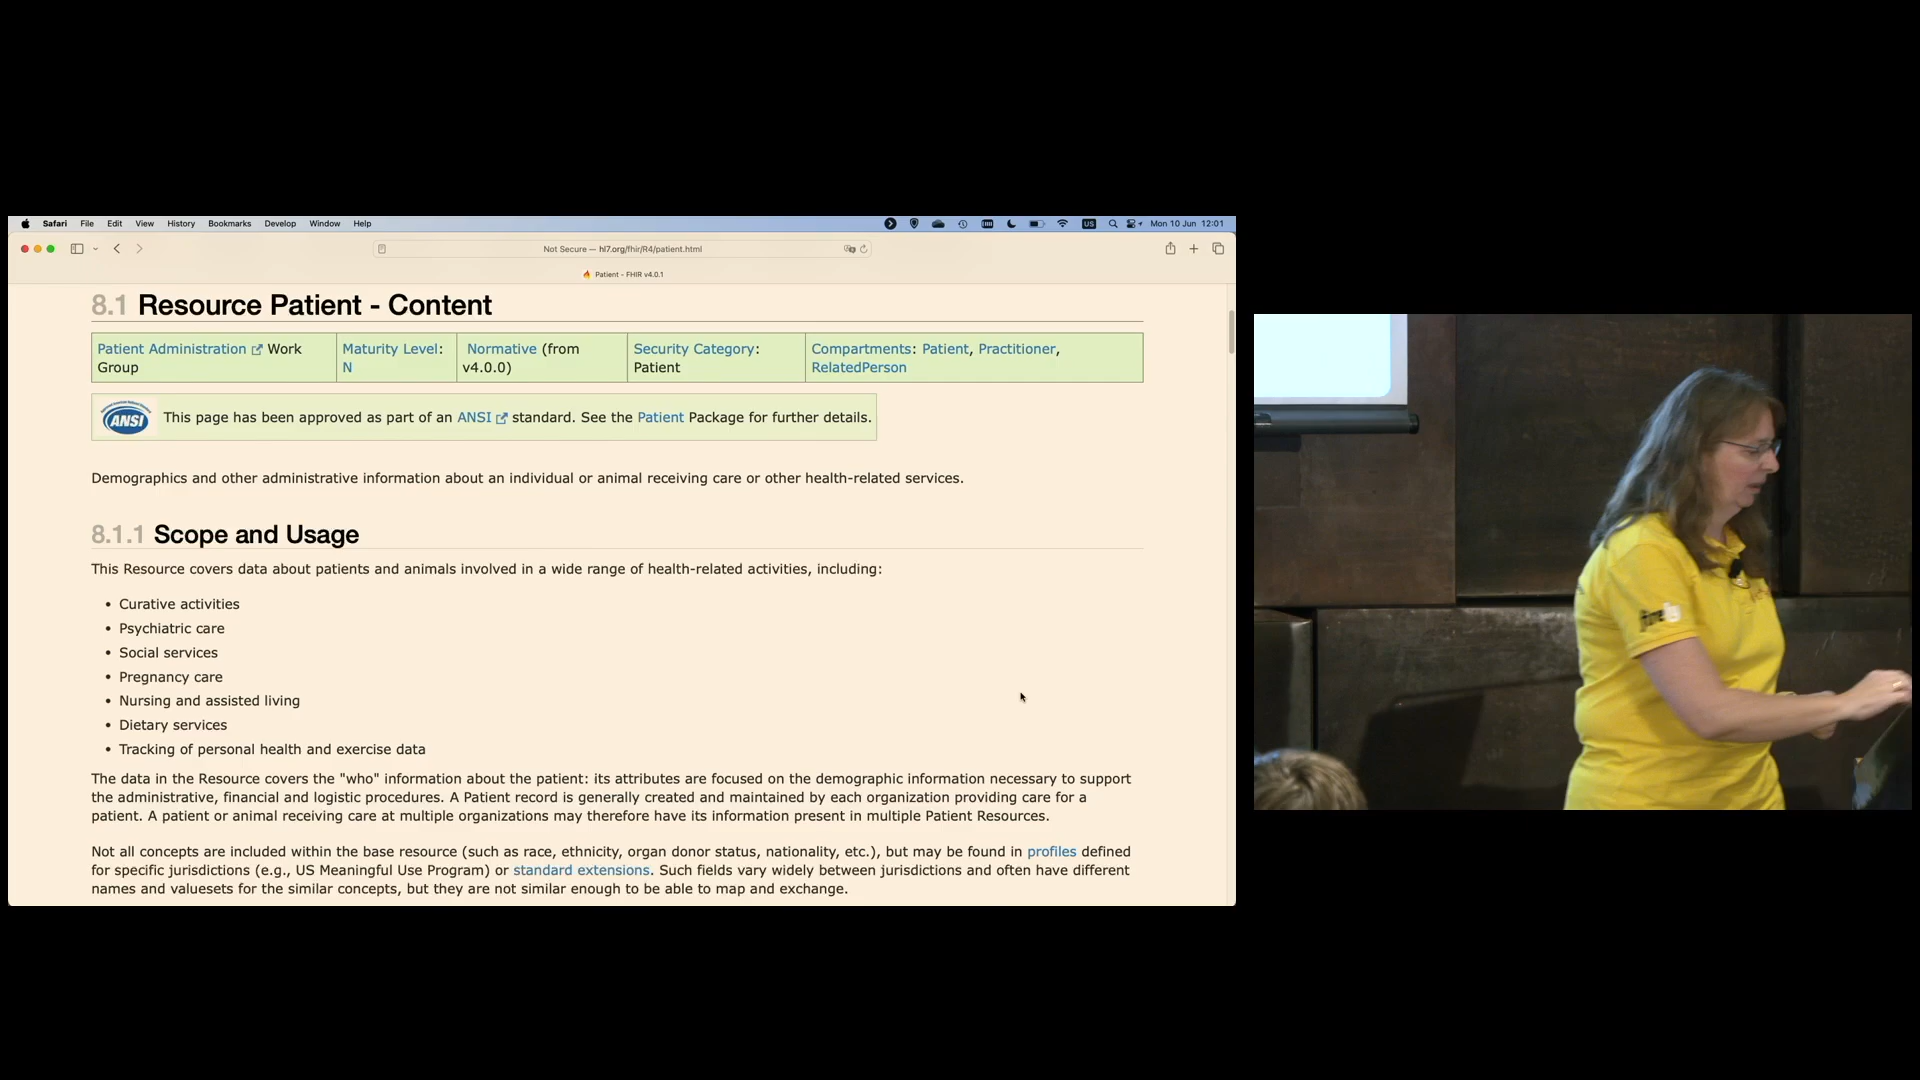 Safari File Edit View History Bookmarks Develop Window Help US Mon 10 Jun 12:01
Not Secure — hl7.org/fhir/R4/patient.html
Patient - FHIR v4.0.1
8.1 Resource Patient - Content
Patient Administration Work Group
Maturity Level: N
Normative (from v4.0.0)
Security Category: Patient
Compartments: Patient, Practitioner, RelatedPerson
ANSI
This page has been approved as part of an ANSI standard. See the Patient Package for further details.
Demographics and other administrative information about an individual or animal receiving care or other health-related services.
8.1.1 Scope and Usage
This Resource covers data about patients and animals involved in a wide range of health-related activities, including:
• Curative activities
• Psychiatric care
• Social services
• Pregnancy care
• Nursing and assisted living
• Dietary services
• Tracking of personal health and exercise data
The data in the Resource covers the "who" information about the patient: its attributes are focused on the demographic information necessary to support
the administrative, financial and logistic procedures. A Patient record is generally created and maintained by each organization providing care for a
patient. A patient or animal receiving care at multiple organizations may therefore have its information present in multiple Patient Resources.
Not all concepts are included within the base resource (such as race, ethnicity, organ donor status, nationality, etc.), but may be found in profiles defined
for specific jurisdictions (e.g., US Meaningful Use Program) or standard extensions. Such fields vary widely between jurisdictions and often have different
names and valuesets for the similar concepts, but they are not similar enough to be able to map and exchange.